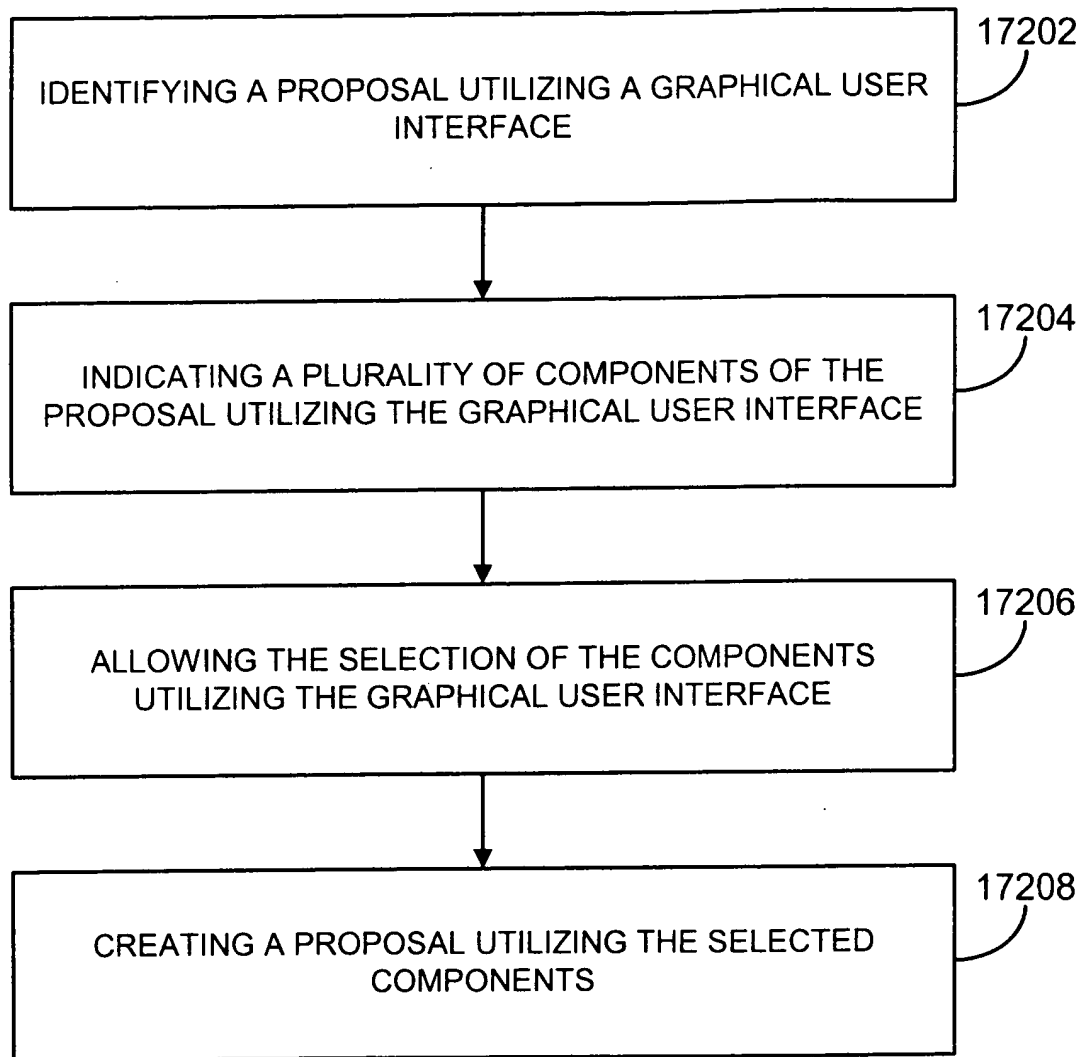 17202
IDENTIFYING A PROPOSAL UTILIZING A GRAPHICAL USER
INTERFACE
17204
INDICATING A PLURALITY OF COMPONENTS OF THE
PROPOSAL UTILIZING THE GRAPHICAL USER INTERFACE
17206
ALLOWING THE SELECTION OF THE COMPONENTS
UTILIZING THE GRAPHICAL USER INTERFACE
17208
CREATING A PROPOSAL UTILIZING THE SELECTED
COMPONENTS